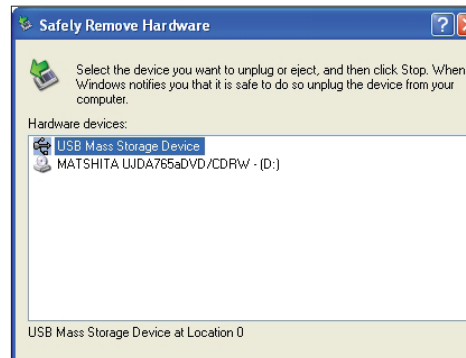 Safely Remove Hardware
Select the device you want to unplug or eject, and then click Stop. When
Windows notifies you that it is safe to do so unplug the device from your
computer.
Hardware devices:
USB Mass Storage Device
MATSHITA UJDA765aDVD/CDRW - (D:)
USB Mass Storage Device at Location 0